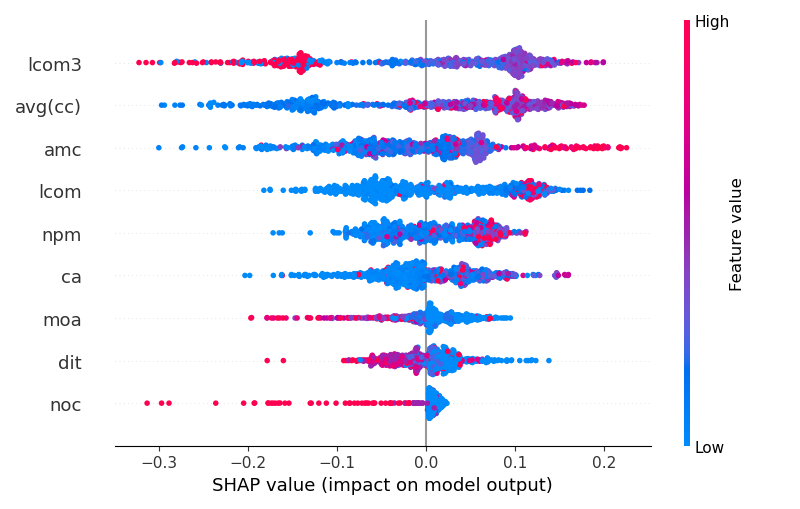 High
lcom3
avg(cc)
amc
lcom
npm
ca
moa
dit
noc
Feature value
Low
−0.3 −0.2 −0.1 0.0 0.1 0.2
SHAP value (impact on model output)